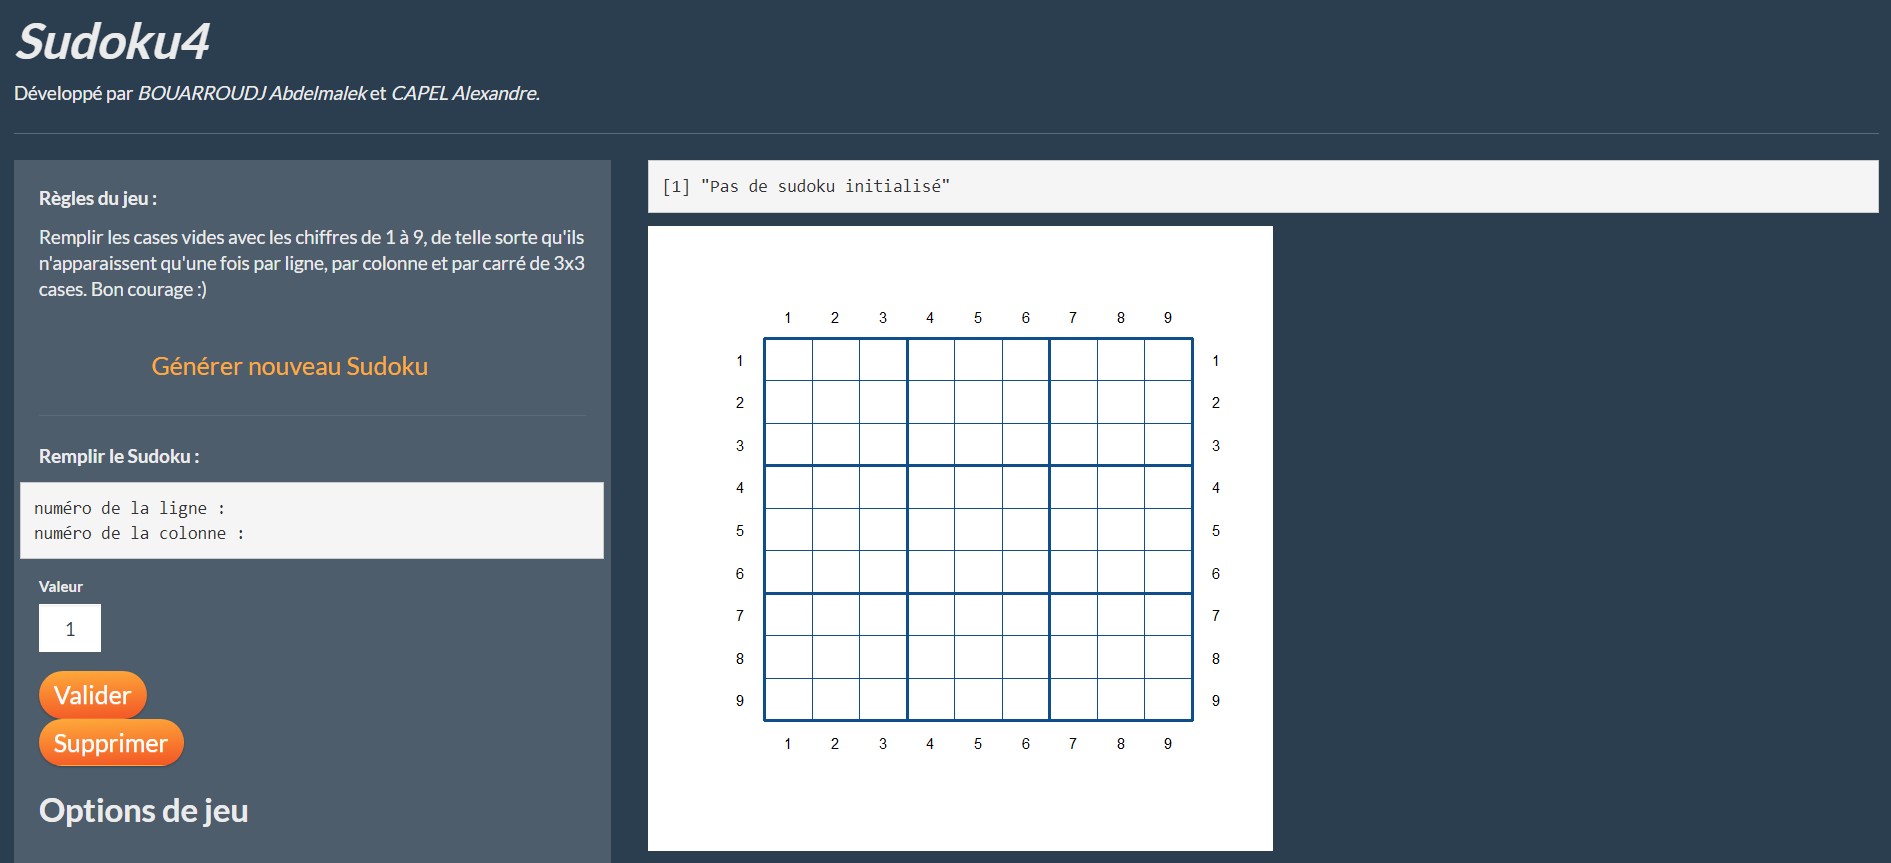 Sudoku4
Développé par BOUARROUDJ Abdelmalek et CAPEL Alexandre.
Règles du jeu :
Remplir les cases vides avec les chiffres de 1 à 9, de telle sorte qu'ils
n'apparaissent qu'une fois par ligne, par colonne et par carré de 3x3
cases. Bon courage :)
Générer nouveau Sudoku
Remplir le Sudoku :
numéro de la ligne :
numéro de la colonne :
Valeur
1
Valider
Supprimer
Options de jeu
[1] "Pas de sudoku initialisé"
1 2 3 4 5 6 7 8 9
1 1
2 2
3 3
4 4
5 5
6 6
7 7
8 8
9 9
1 2 3 4 5 6 7 8 9